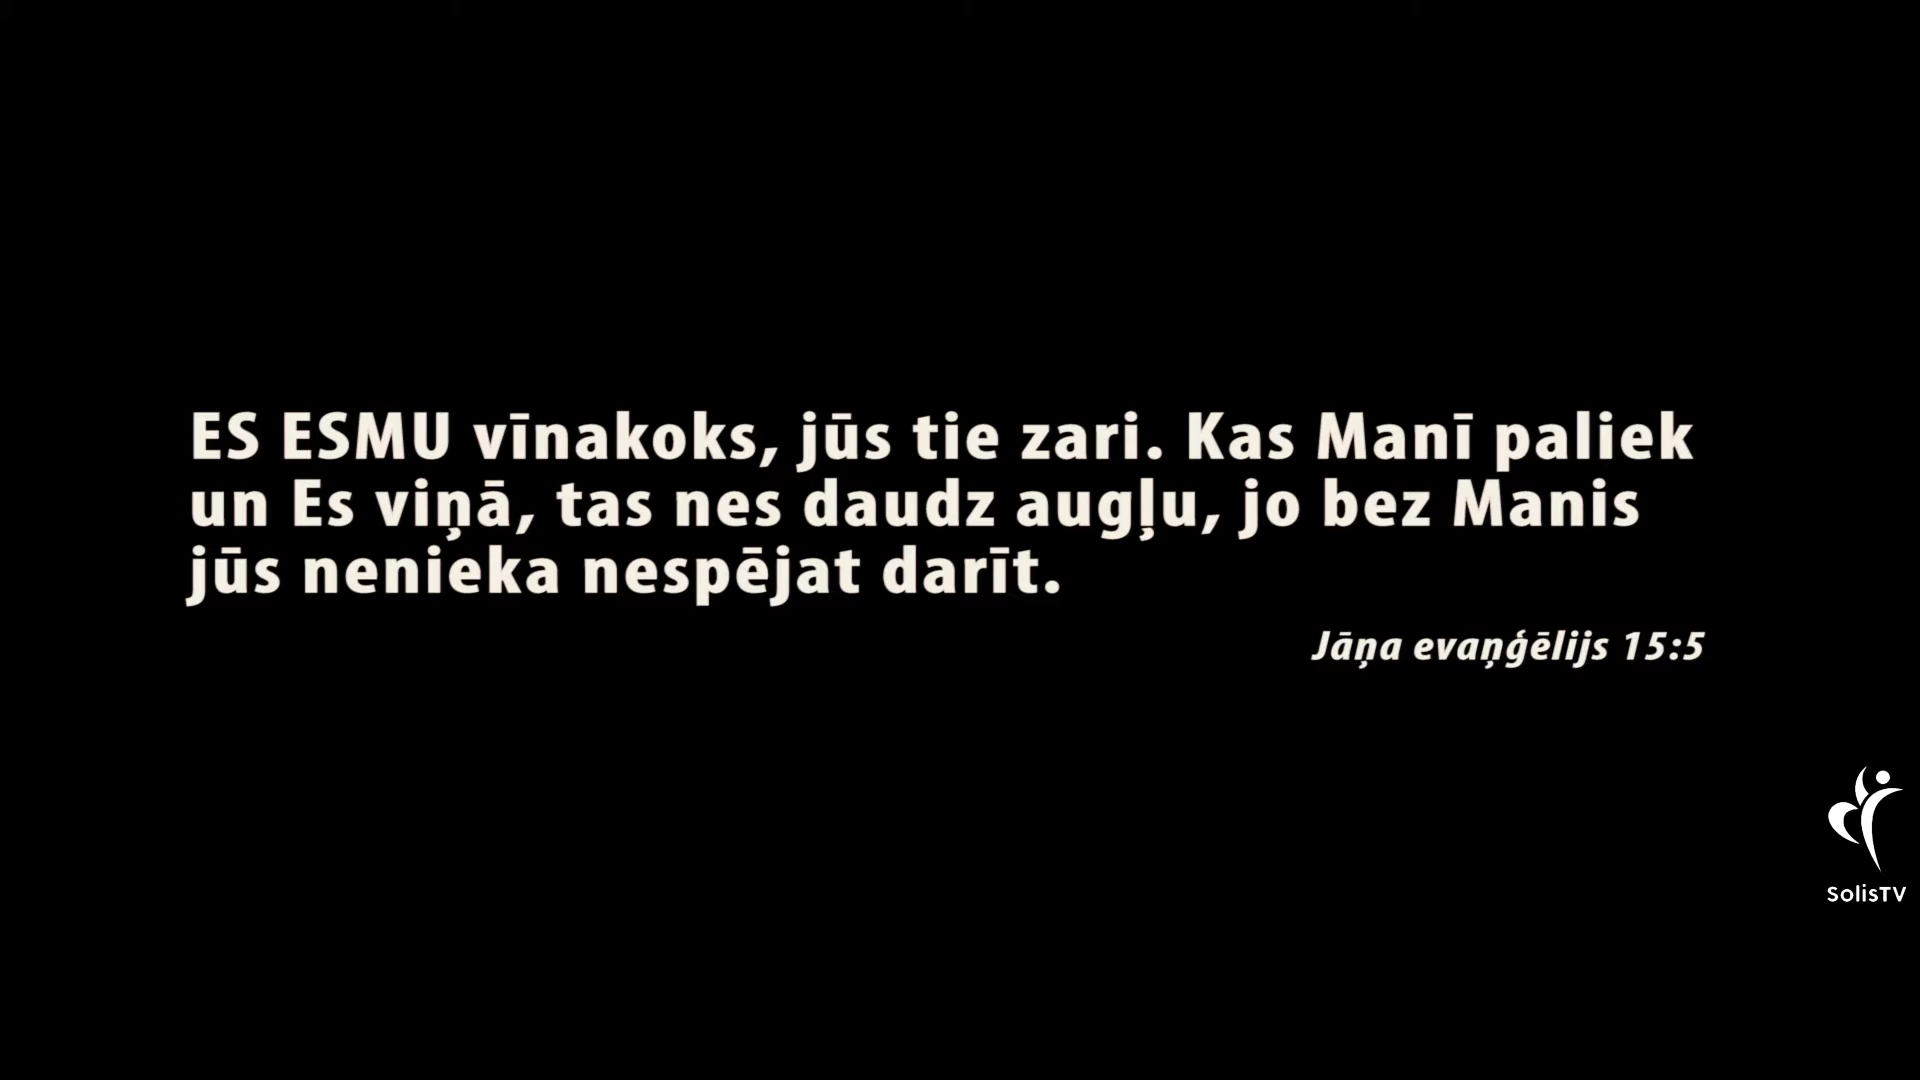 ES ESMU vīnakoks, jūs tie zari. Kas Manī paliek
un Es viņā, tas nes daudz augļu, jo bez Manis
jūs nenieka nespējat darīt.
Jāņa evaņģēlijs 15:5
SolisTV